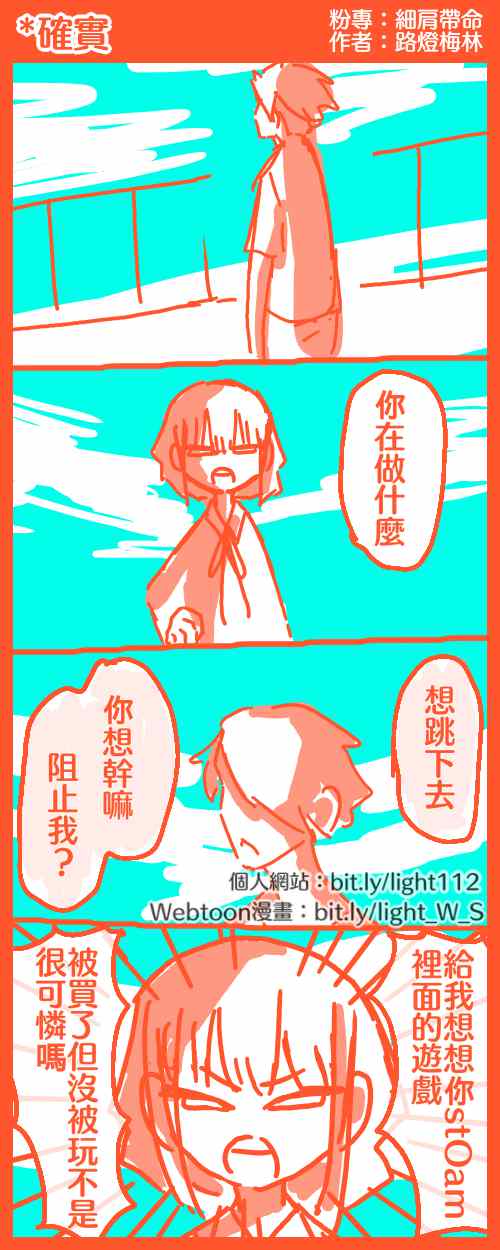 *確實
粉專：細肩帶命
作者：路燈梅林
你在做什麼
想跳下去
你想幹嘛
阻止我？
個人網站：bit.ly/light112
Webtoon漫畫：bit.ly/light_W_S
給我想想你stOam
裡面的遊戲
被買了但沒被玩不是
很可憐嗎